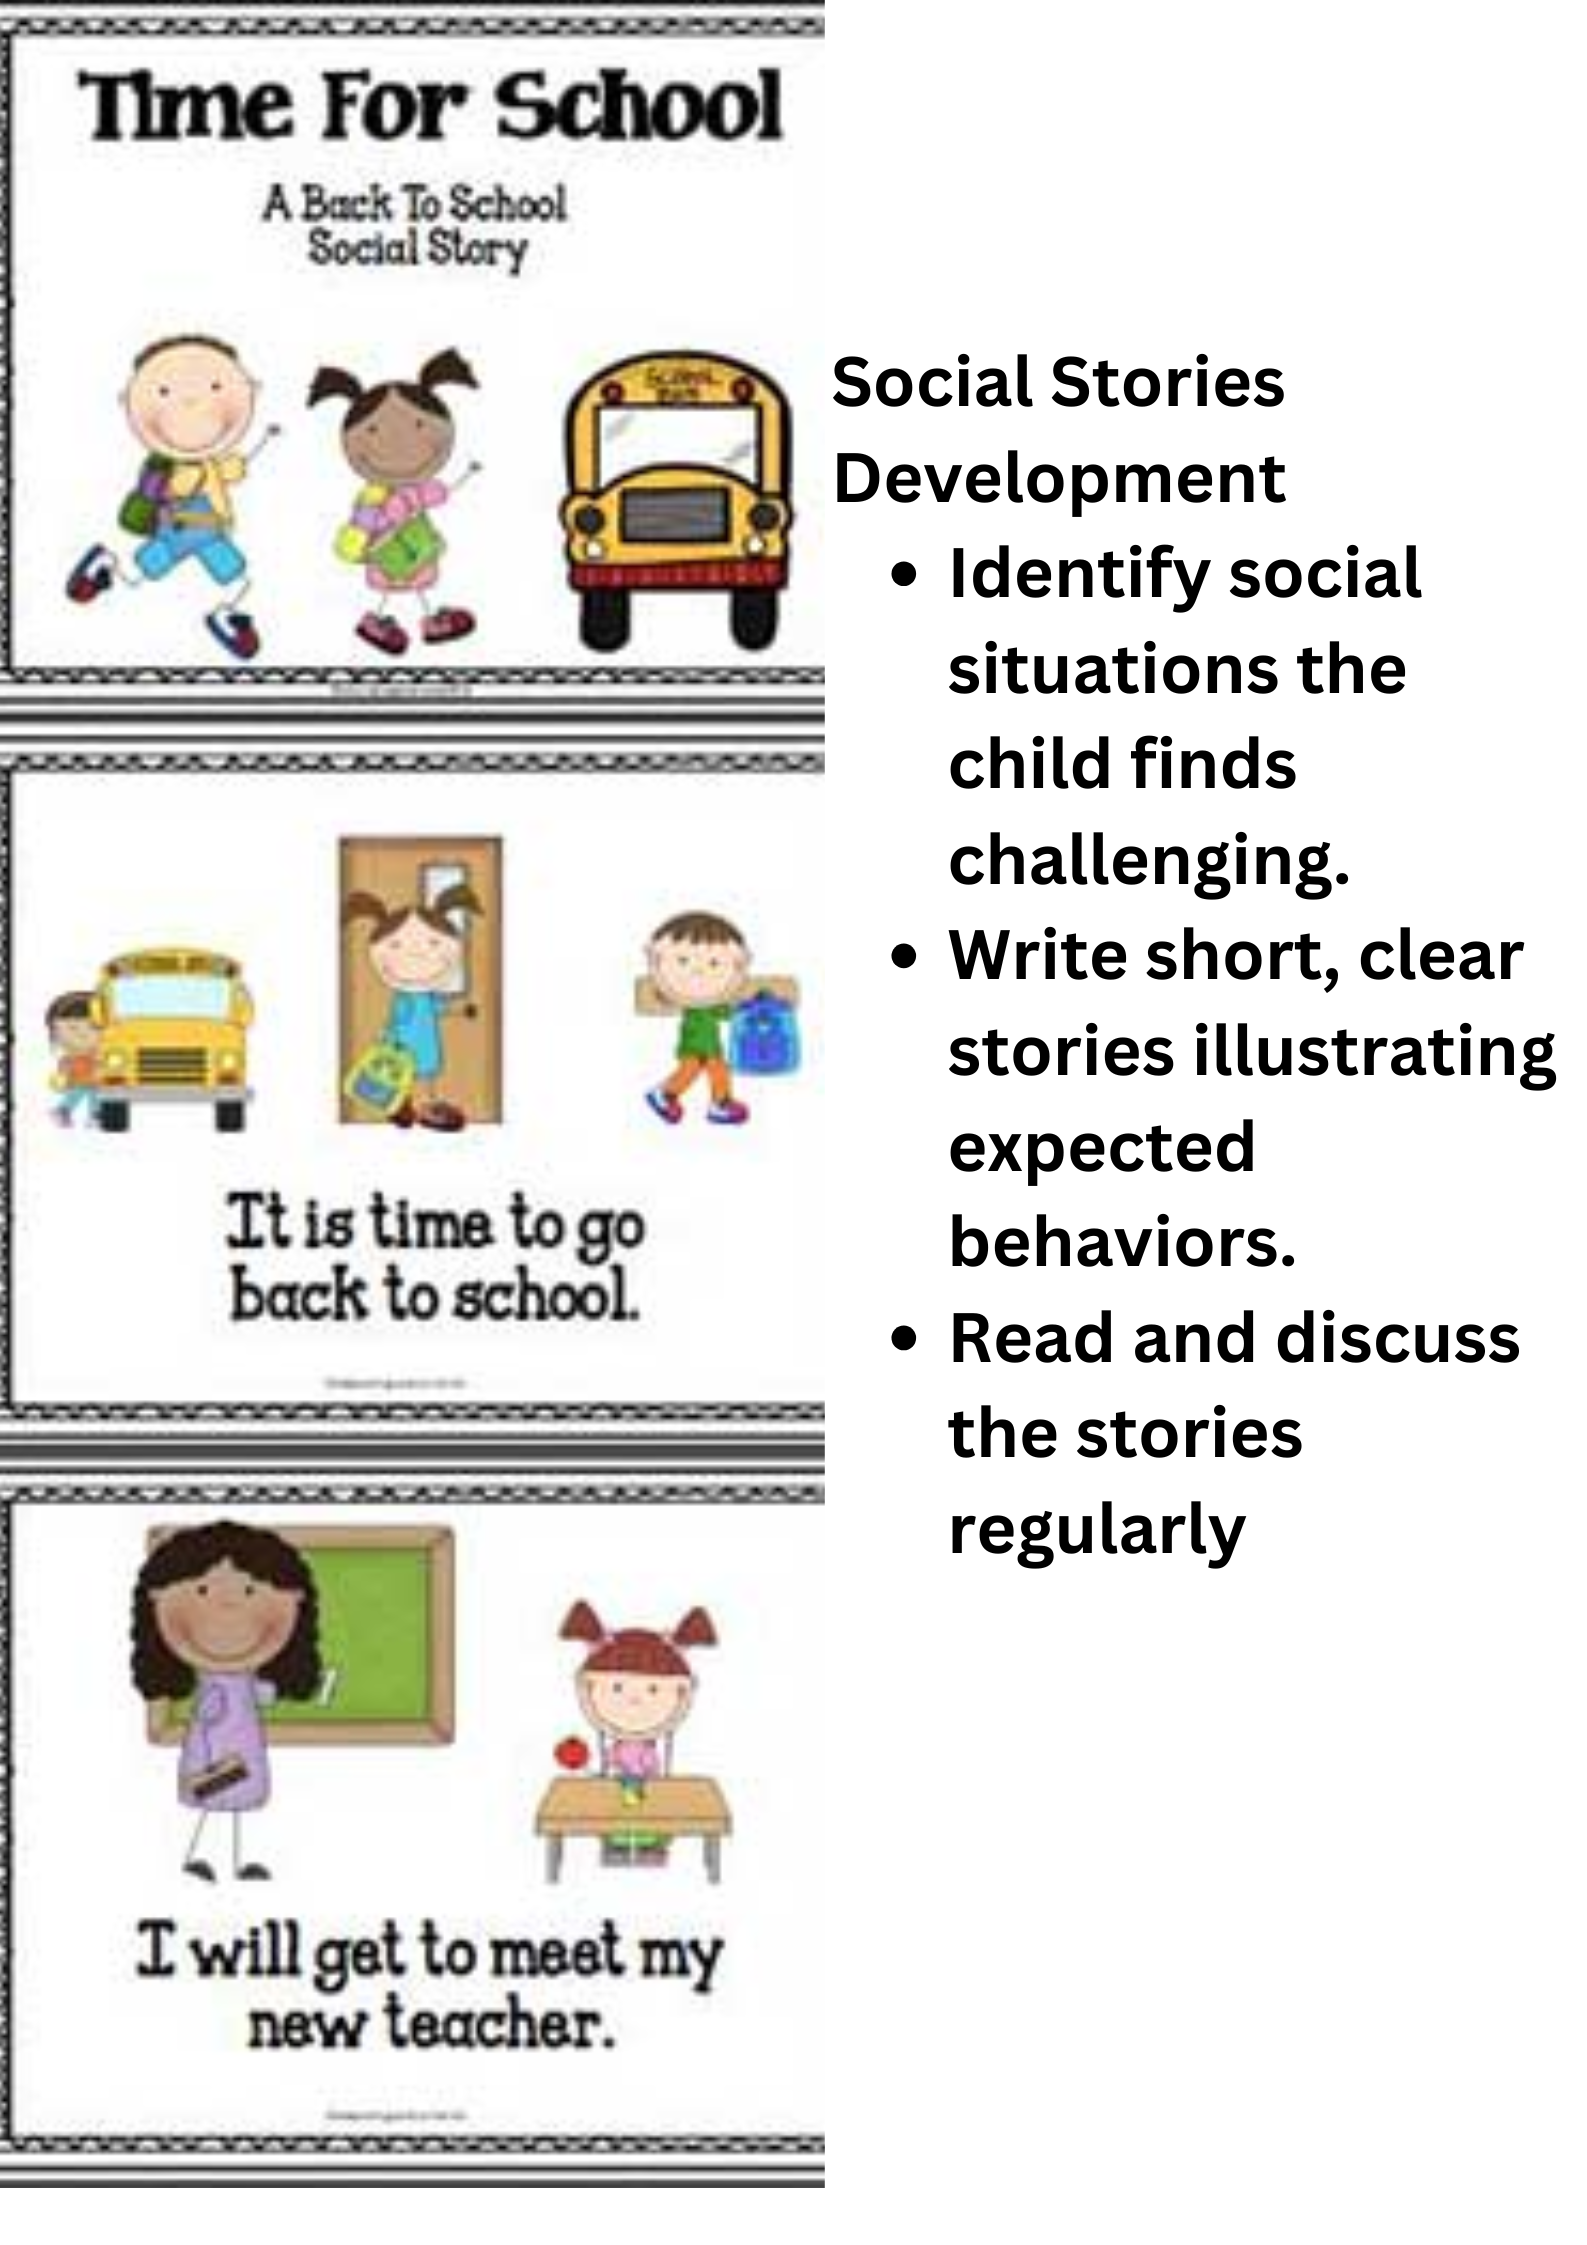 Time For School
A Back To School
Social Story
SCHOOL
BUS
It is time to go
back to school.
I will get to meet my
new teacher.
Social Stories
Development
• Identify social
situations the
child finds
challenging.
• Write short, clear
stories illustrating
expected
behaviors.
• Read and discuss
the stories
regularly